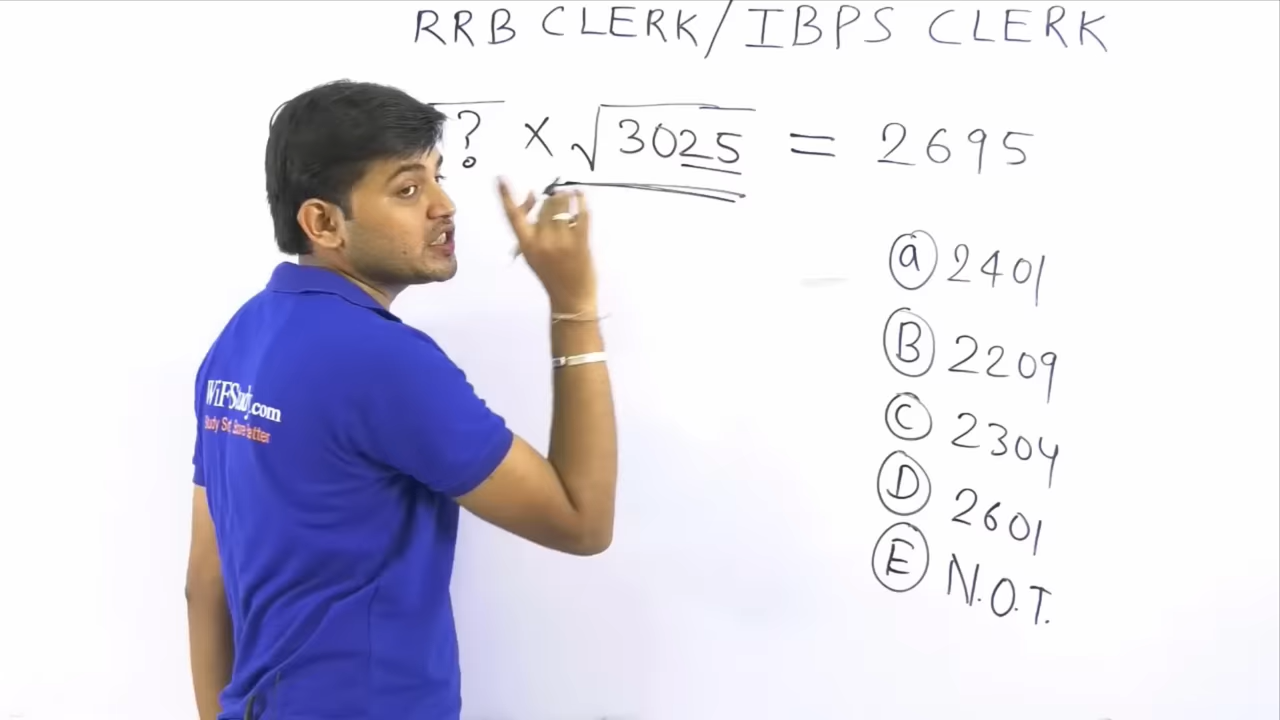 RRB CLERK/IBPS CLERK
? × √3025 = 2695
ⓐ 2401
Ⓑ 2209
Ⓒ 2304
Ⓓ 2601
Ⓔ N.O.T.
WiFiStudy.com